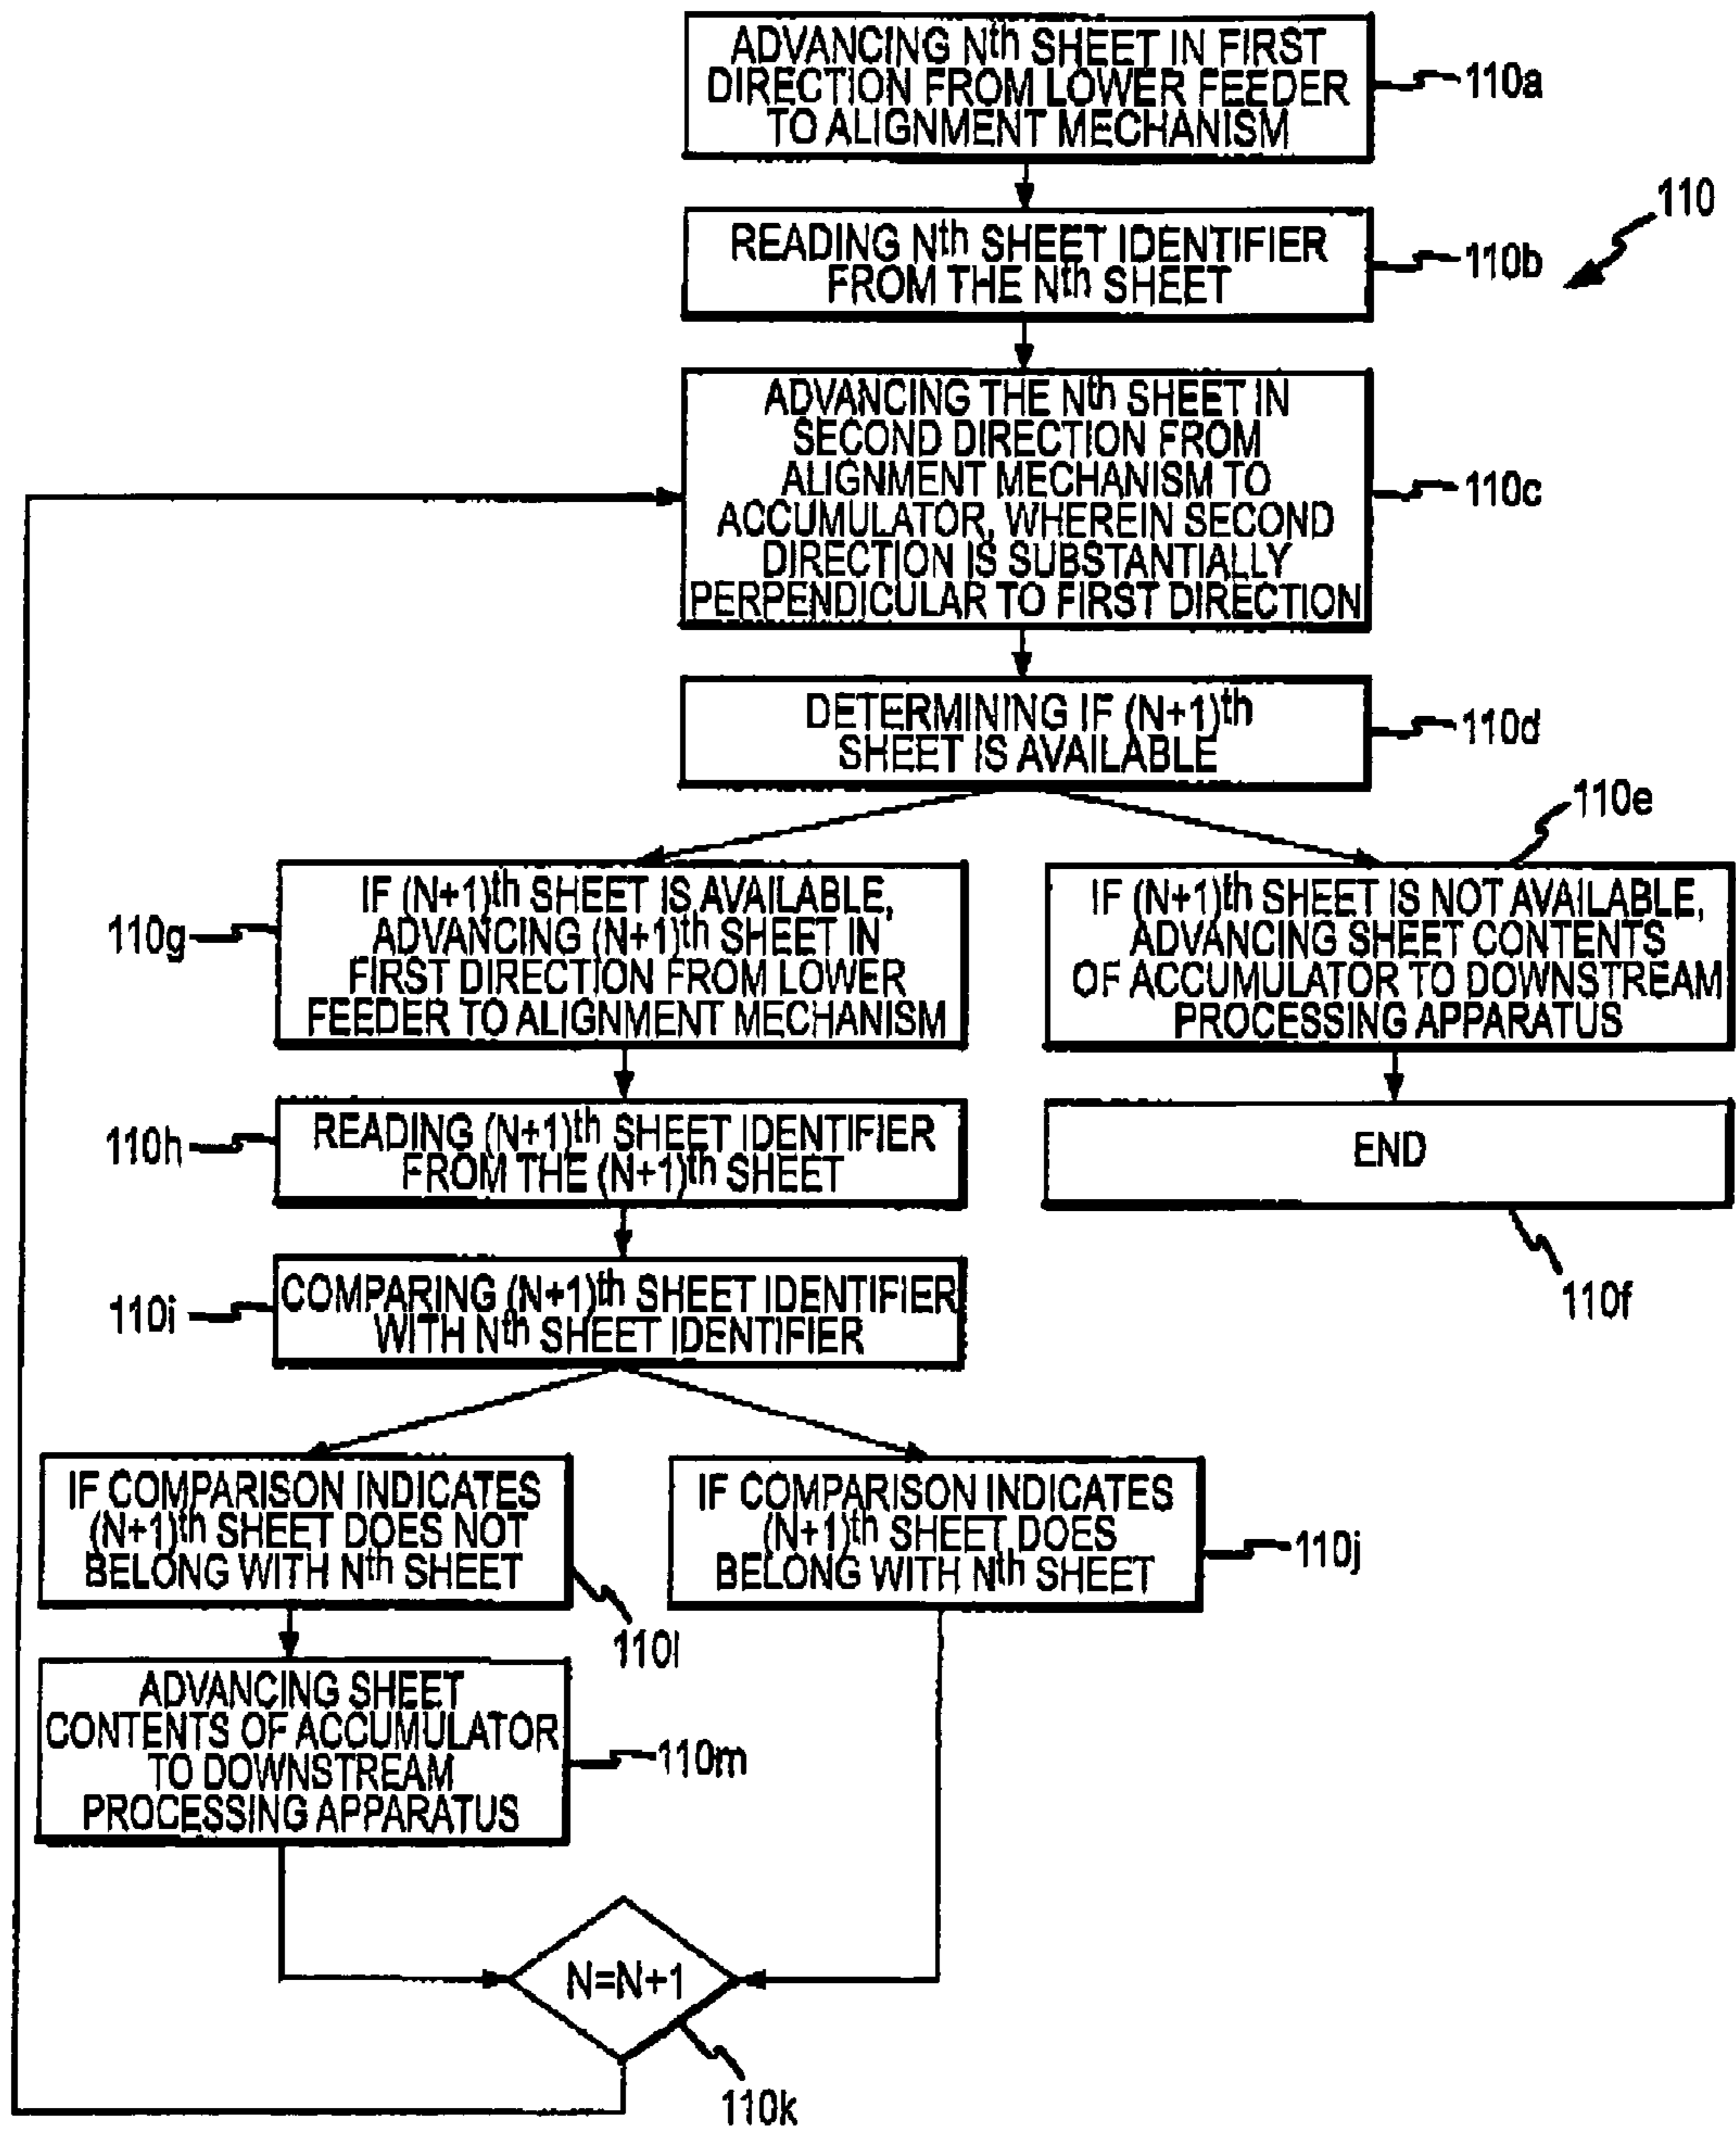 ADVANCING Nth SHEET IN FIRST
DIRECTION FROM LOWER FEEDER
TO ALIGNMENT MECHANISM
110a
110
READING Nth SHEET IDENTIFIER
FROM THE Nth SHEET
110b
ADVANCING THE Nth SHEET IN
SECOND DIRECTION FROM
ALIGNMENT MECHANISM TO
ACCUMULATOR, WHEREIN SECOND
DIRECTION IS SUBSTANTIALLY
PERPENDICULAR TO FIRST DIRECTION
110c
DETERMINING IF (N+1)th
SHEET IS AVAILABLE
110d
110e
IF (N+1)th SHEET IS AVAILABLE,
ADVANCING (N+1)th SHEET IN
FIRST DIRECTION FROM LOWER
FEEDER TO ALIGNMENT MECHANISM
110g
IF (N+1)th SHEET IS NOT AVAILABLE,
ADVANCING SHEET CONTENTS
OF ACCUMULATOR TO DOWNSTREAM
PROCESSING APPARATUS
110h
READING (N+1)th SHEET IDENTIFIER
FROM THE (N+1)th SHEET
END
110f
110i
COMPARING (N+1)th SHEET IDENTIFIER
WITH Nth SHEET IDENTIFIER
IF COMPARISON INDICATES
(N+1)th SHEET DOES NOT
BELONG WITH Nth SHEET
110l
IF COMPARISON INDICATES
(N+1)th SHEET DOES
BELONG WITH Nth SHEET
110j
ADVANCING SHEET
CONTENTS OF ACCUMULATOR
TO DOWNSTREAM
PROCESSING APPARATUS
110m
N=N+1
110k